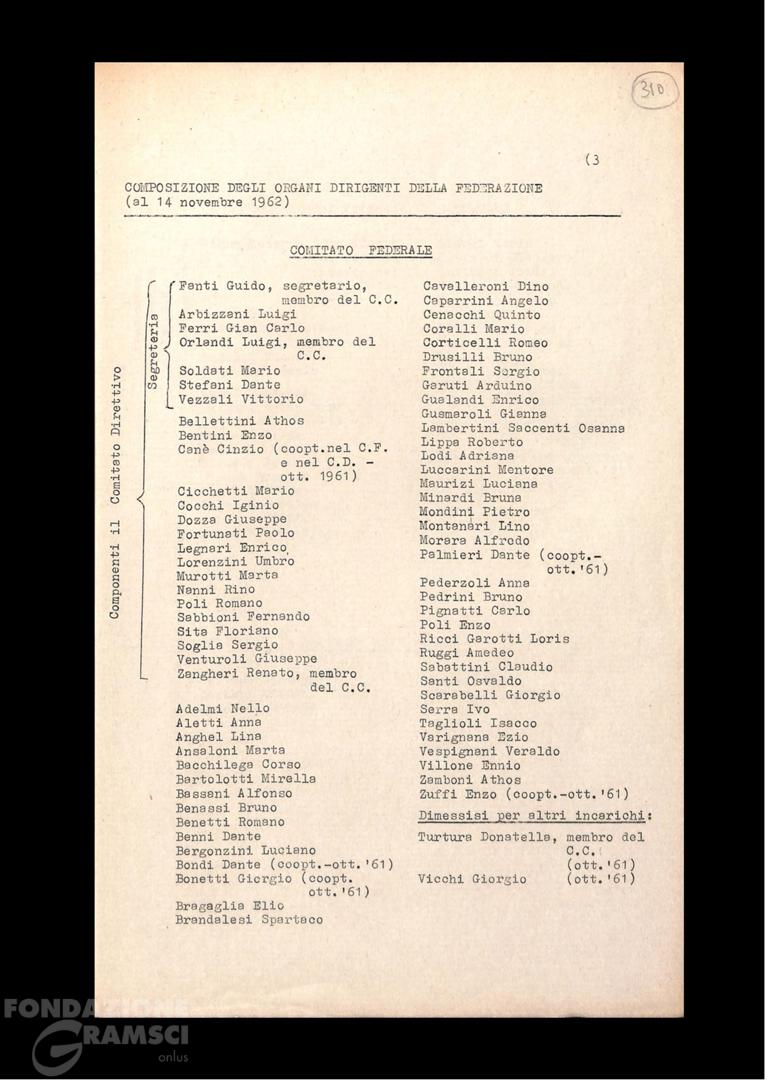 310
(3
COMPOSIZIONE DEGLI ORGANI DIRIGENTI DELLA FEDERAZIONE
(al 14 novembre 1962)
COMITATO FEDERALE
Componenti il Comitato Direttivo
Segreteria
Fanti Guido, segretario,
membro del C.C.
Arbizzani Luigi
Ferri Gian Carlo
Orlandi Luigi, membro del
C.C.
Soldati Mario
Stefani Dante
Vezzali Vittorio
Bellettini Athos
Bentini Enzo
Canè Cinzio (coopt.nel C.F.
e nel C.D. -
ott. 1961)
Cicchetti Mario
Cocchi Iginio
Dozza Giuseppe
Fortunati Paolo
Legnari Enrico
Lorenzini Umbro
Murotti Marta
Nanni Rino
Poli Romano
Sabbioni Fernando
Sita Floriano
Soglia Sergio
Venturoli Giuseppe
Zangheri Renato, membro
del C.C.
Adelmi Nello
Aletti Anna
Anghel Lina
Ansaloni Marta
Bacchilega Corso
Bartolotti Mirella
Bassani Alfonso
Benassi Bruno
Benetti Romano
Benni Dante
Bergonzini Luciano
Bondi Dante (coopt.-ott.'61)
Bonetti Giorgio (coopt.
ott.'61)
Bragaglia Elio
Brandalesi Spartaco
Cavalleroni Dino
Caparrini Angelo
Cenacchi Quinto
Coralli Mario
Corticelli Romeo
Drusilli Bruno
Frontali Sergio
Garuti Arduino
Gualandi Enrico
Guamaroli Gianna
Lambertini Saccenti Osanna
Lippa Roberto
Lodi Adriana
Luccarini Mentore
Maurizi Luciana
Minardi Bruna
Mondini Pietro
Montanari Lino
Morara Alfredo
Palmieri Dante (coopt.-
ott.'61)
Pederzoli Anna
Pedrini Bruno
Pignatti Carlo
Poli Enzo
Ricci Garotti Loris
Ruggi Amedeo
Sabattini Claudio
Santi Osvaldo
Scarabelli Giorgio
Serra Ivo
Taglioli Isacco
Varignana Ezio
Vespignani Veraldo
Villone Ennio
Zamboni Athos
Zuffi Enzo (coopt.-ott.'61)
Dimessisi per altri incarichi:
Turtura Donatella, membro del
C.C.
(ott.'61)
Vicchi Giorgio (ott.'61)
FONDAZIONE
GRAMSCI
onlus